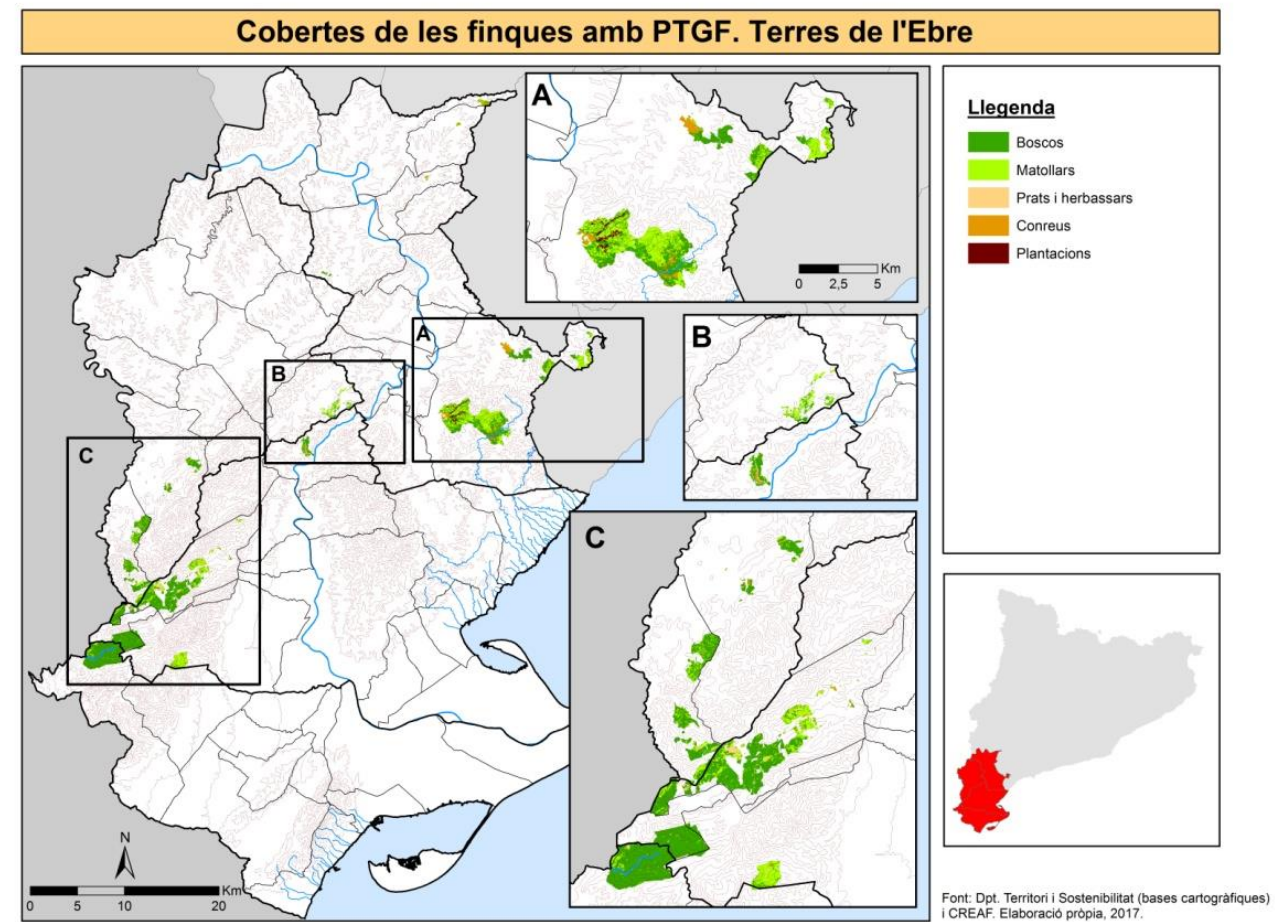 Cobertes de les finques amb PTGF. Terres de l'Ebre
A
Km
0 2,5 5
B
C
A
B
C
N
Km
0 5 10 20
Llegenda
Boscos
Matollars
Prats i herbassars
Conreus
Plantacions
Font: Dpt. Territori i Sostenibilitat (bases cartogràfiques)
i CREAF. Elaboració pròpia, 2017.